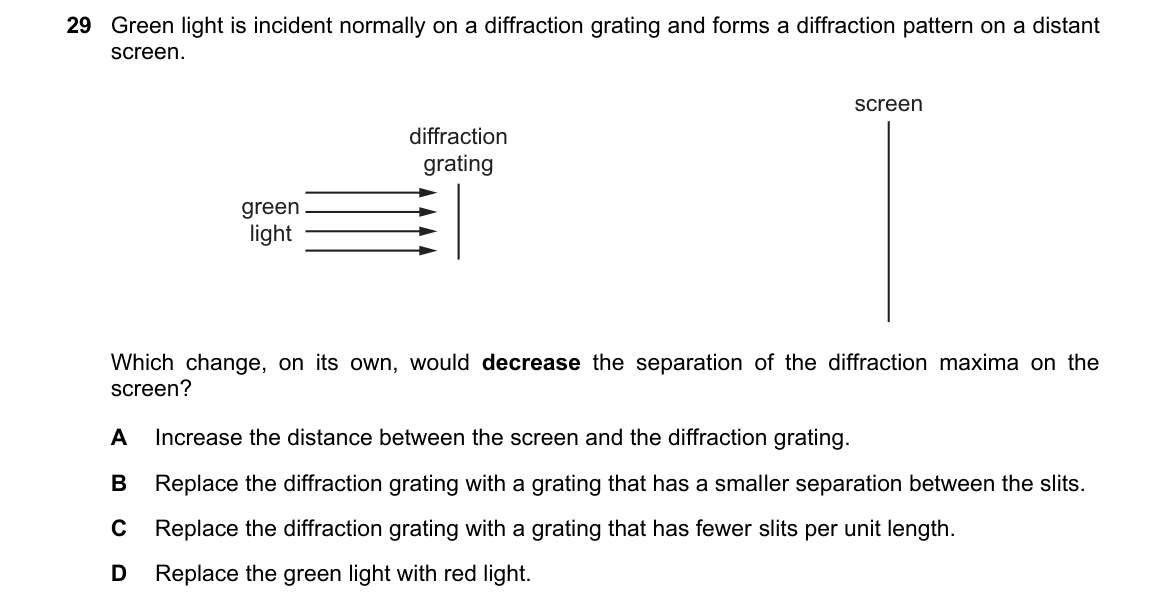 29 Green light is incident normally on a diffraction grating and forms a diffraction pattern on a distant
screen.
screen
diffraction
grating
green
light
Which change, on its own, would decrease the separation of the diffraction maxima on the
screen?
A Increase the distance between the screen and the diffraction grating.
B Replace the diffraction grating with a grating that has a smaller separation between the slits.
C Replace the diffraction grating with a grating that has fewer slits per unit length.
D Replace the green light with red light.